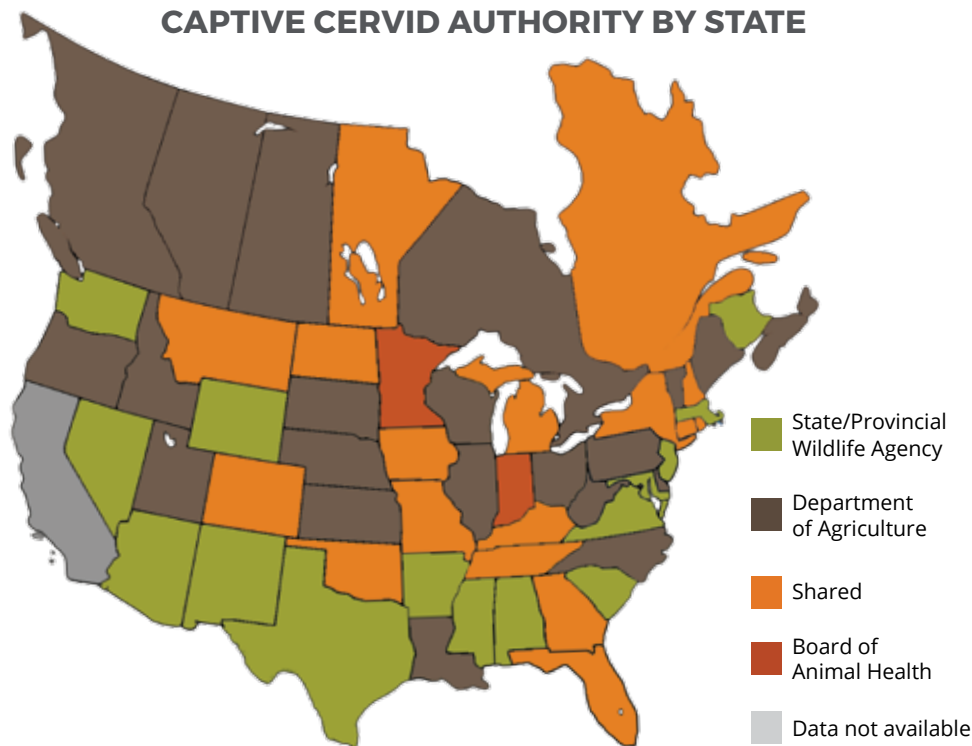 CAPTIVE CERVID AUTHORITY BY STATE
State/Provincial
Wildlife Agency
Department
of Agriculture
Shared
Board of
Animal Health
Data not available